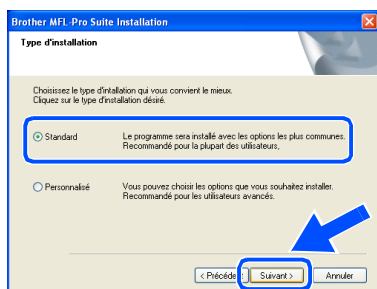 Brother MFL-Pro Suite Installation
Type d'installation
Choisissez le type d'intallation qui vous convient le mieux.
Cliquez sur le type d'installation désiré.
Standard
Le programme sera installé avec les options les plus communes.
Recommandé pour la plupart des utilisateurs,
Personnalisé
Vous pouvez choisir les options que vous souhaitez installer.
Recommandé pour les utilisateurs avancés.
< Précéde
Suivant >
Annuler